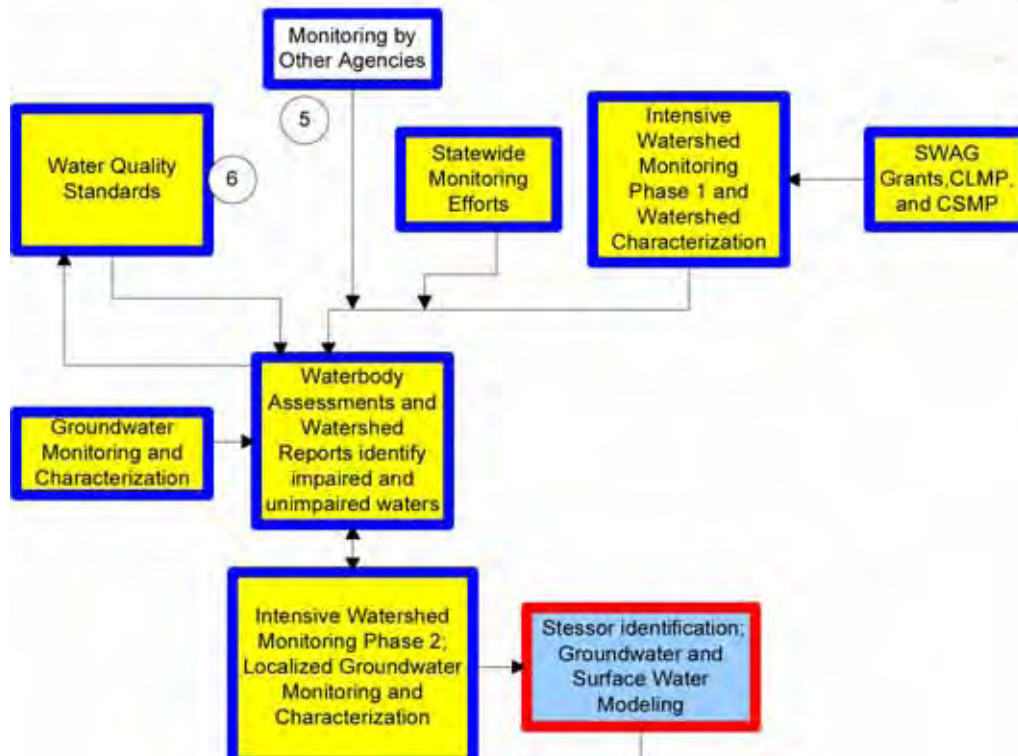 Monitoring by
Other Agencies
5
Water Quality
Standards
6
Statewide
Monitoring
Efforts
Intensive
Watershed
Monitoring
Phase 1 and
Watershed
Characterization
SWAG
Grants,CLMP,
and CSMP
Waterbody
Assessments and
Watershed
Reports identify
impaired and
unimpaired waters
Groundwater
Monitoring and
Characterization
Intensive Watershed
Monitoring Phase 2;
Localized Groundwater
Monitoring and
Characterization
Stessor identification;
Groundwater and
Surface Water
Modeling